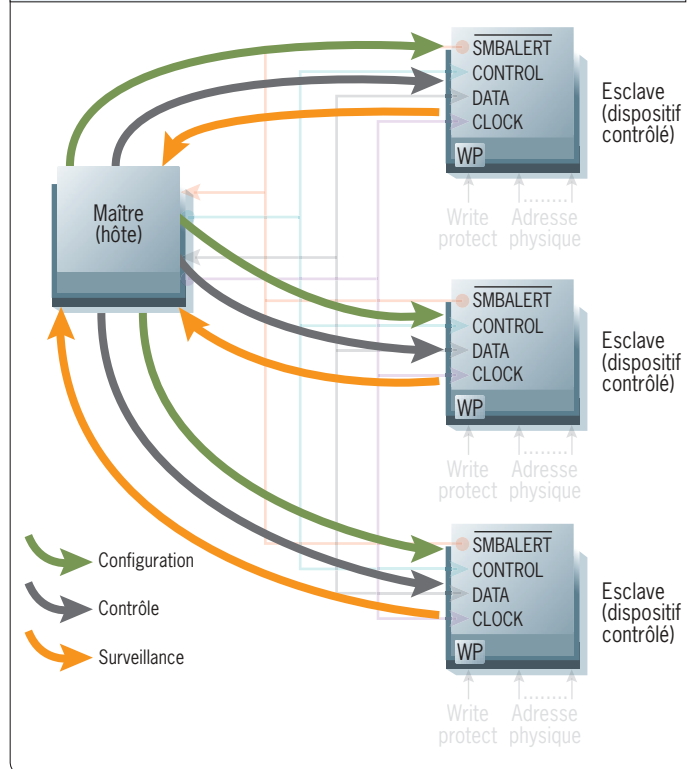 SMBALERT
CONTROL
DATA
CLOCK
WP
Esclave
(dispositif
contrôlé)
Write
protect
Adresse
physique
Maître
(hôte)
SMBALERT
CONTROL
DATA
CLOCK
WP
Esclave
(dispositif
contrôlé)
Write
protect
Adresse
physique
SMBALERT
CONTROL
DATA
CLOCK
WP
Esclave
(dispositif
contrôlé)
Write
protect
Adresse
physique
Configuration
Contrôle
Surveillance